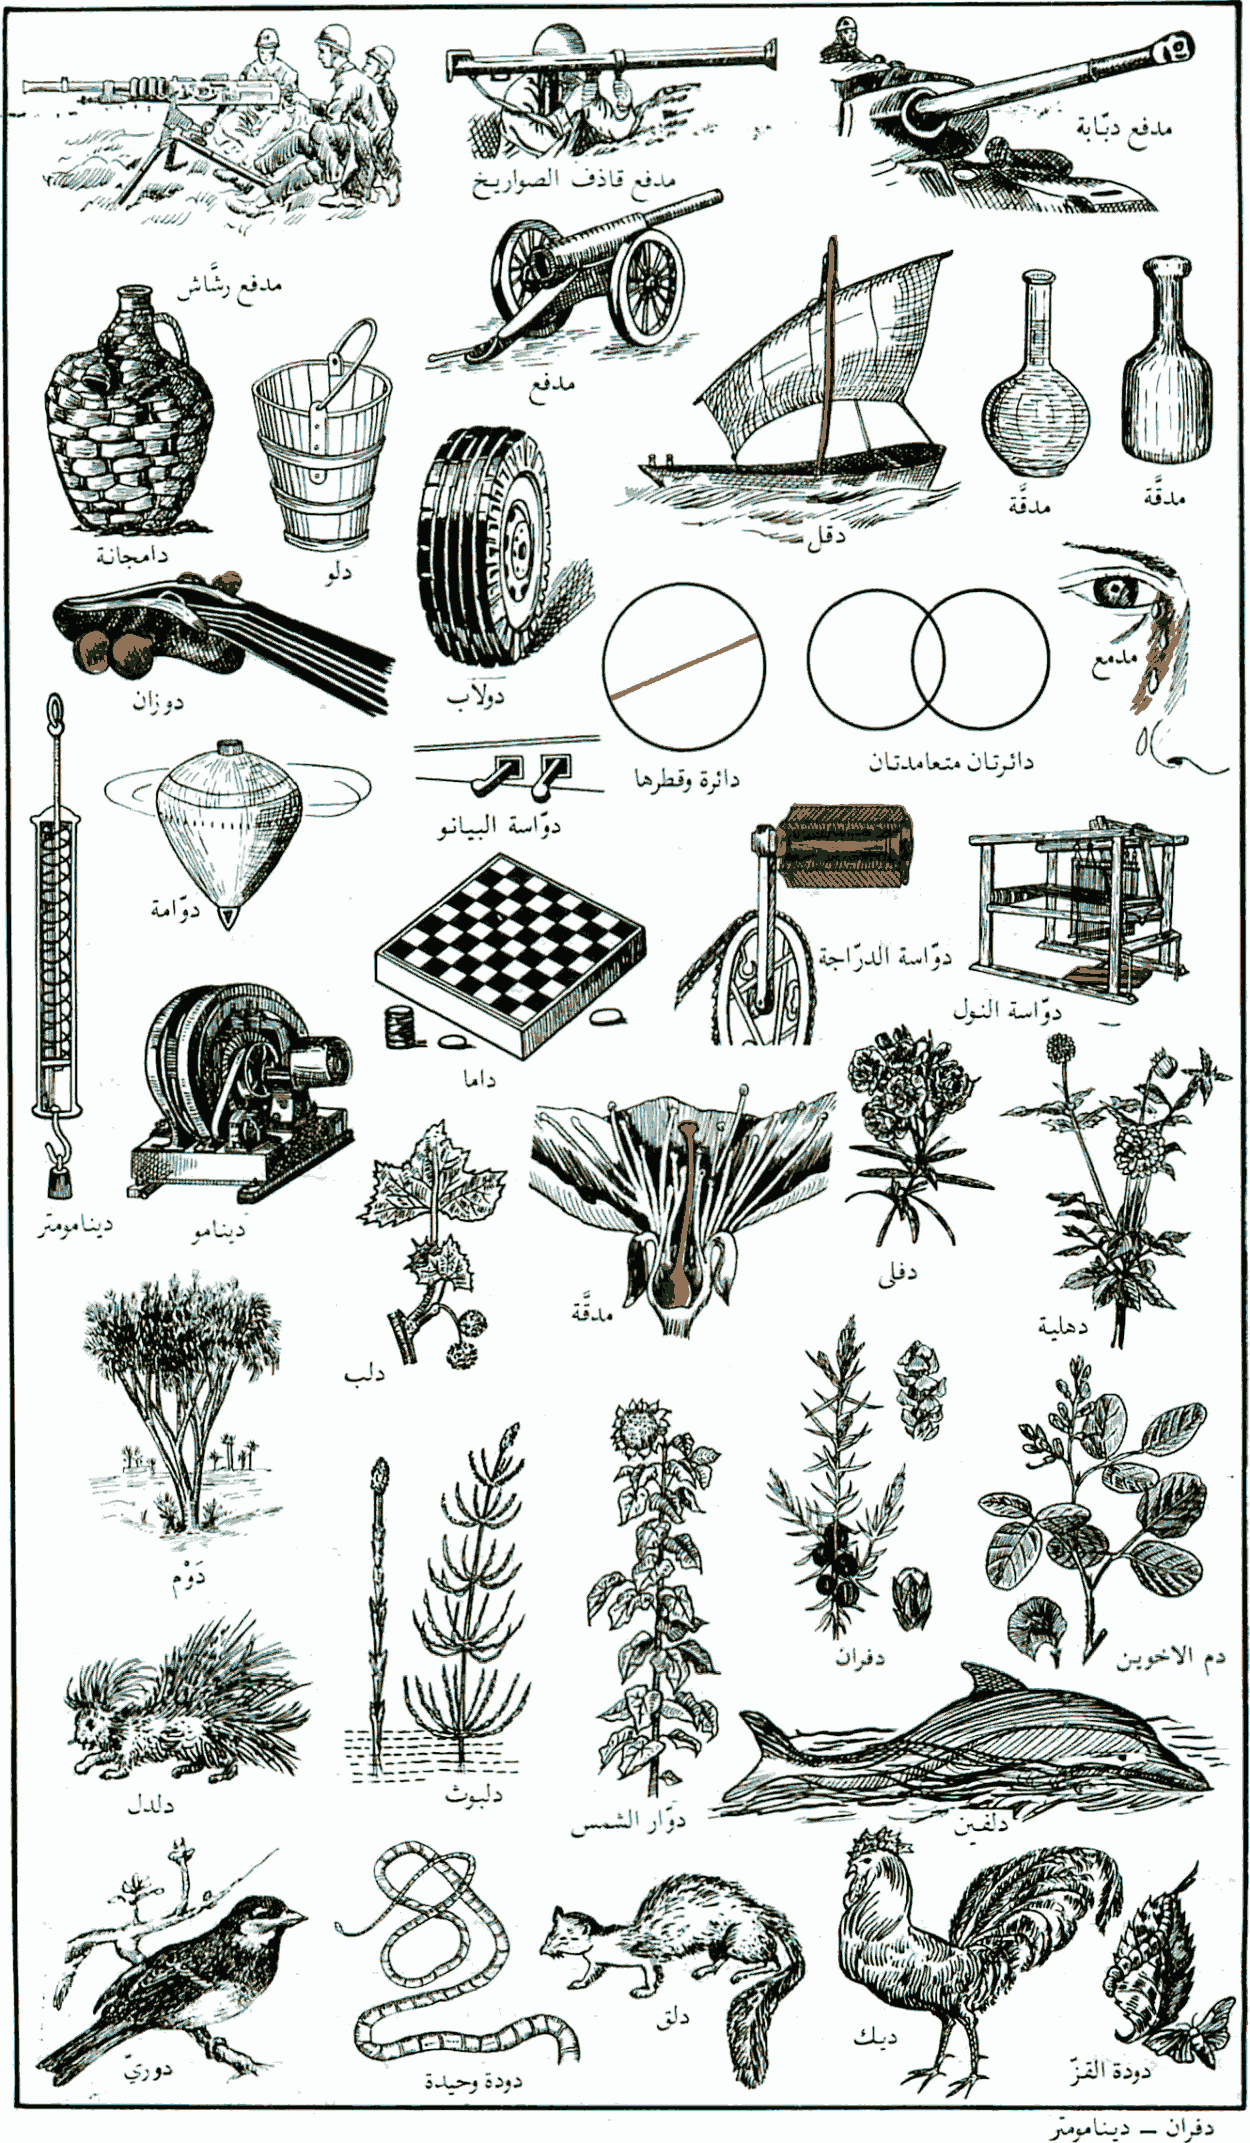 مدفع دبّابة
مدفع قاذف الصواريخ
مدفع رشَّاش
مدفع
مدقَّة
مدقَّة
دقل
دلو
دامجانة
مدمع
دولاب
دوزان
دائرتان متعامدتان
دائرة وقطرها
دوّاسة البيانو
دوّامة
دوّاسة الدرّاجة
دوّاسة النول
داما
دينامو
دينامومتر
دهلية
دفلى
مدقَّة
دلب
دَوْم
دم الاخوين
دفران
دوّار الشمس
دلبوث
دلدل
دلفين
دودة القزّ
ديك
دلق
دودة وحيدة
دوريّ
دفران – دينامومتر